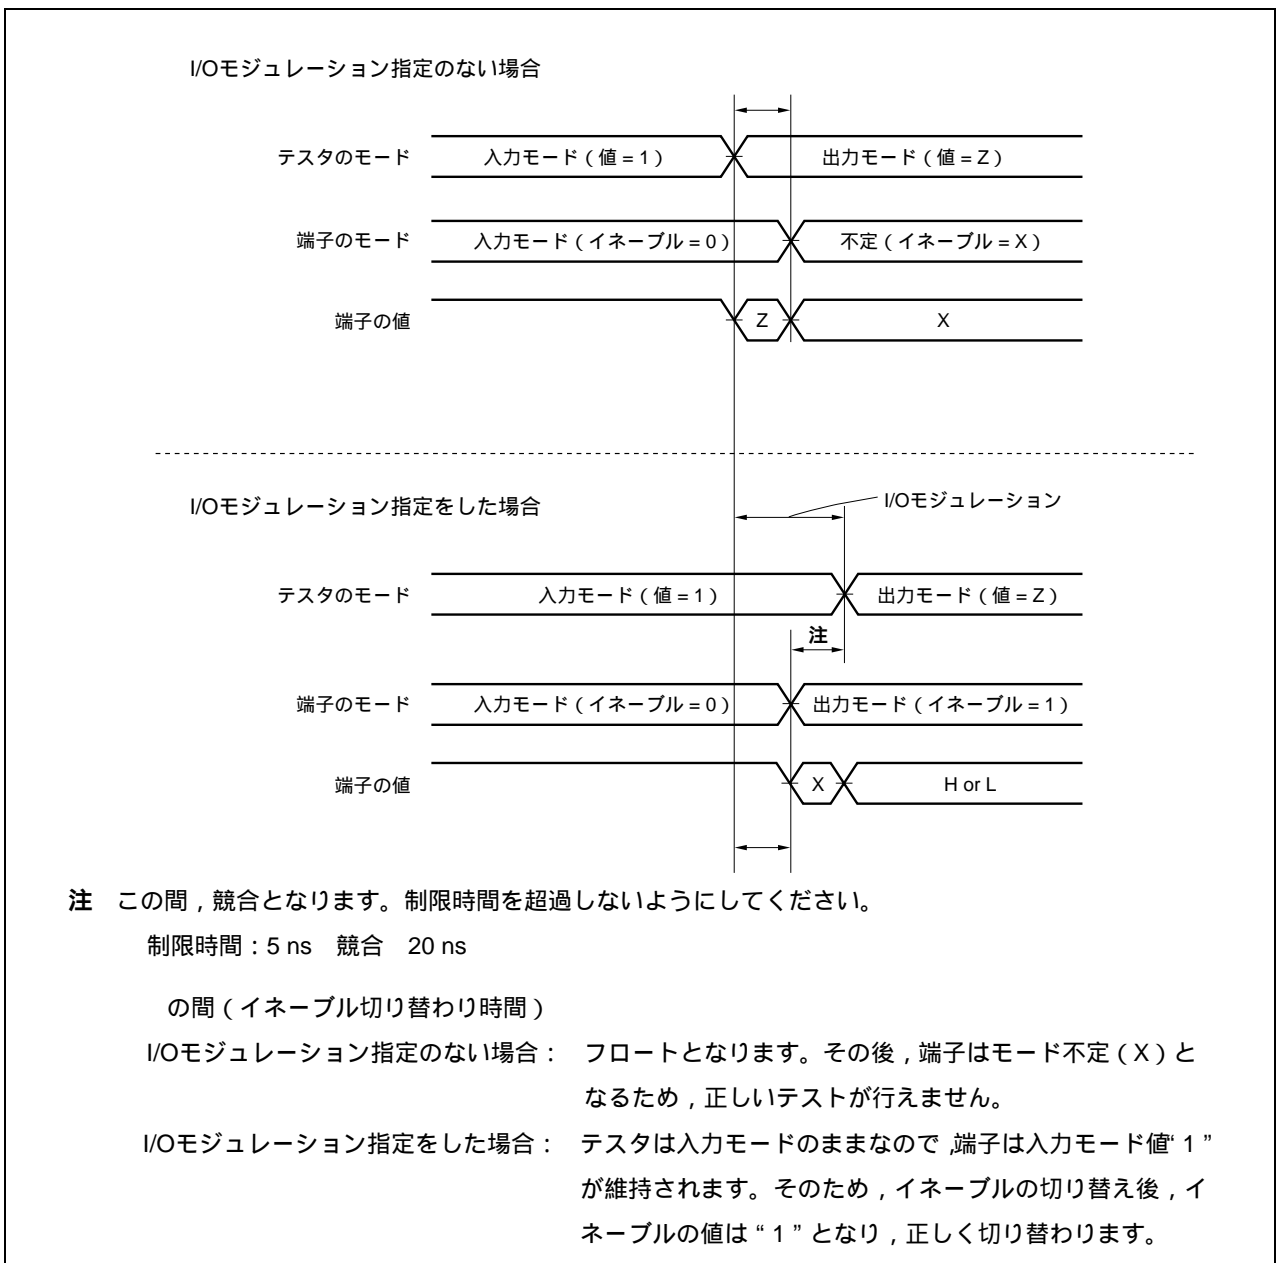 I/Oモジュレーション指定のない場合
テスタのモード 入力モード（値＝1） 出力モード（値＝Z）
端子のモード 入力モード（イネーブル＝0） 不定（イネーブル＝X）
端子の値 Z X
I/Oモジュレーション指定をした場合 I/Oモジュレーション
テスタのモード 入力モード（値＝1） 出力モード（値＝Z）
注
端子のモード 入力モード（イネーブル＝0） 出力モード（イネーブル＝1）
端子の値 X H or L
注 この間，競合となります。制限時間を超過しないようにしてください。
制限時間：5 ns 競合 20 ns
の間（イネーブル切り替わり時間）
I/Oモジュレーション指定のない場合： フロートとなります。その後，端子はモード不定（X）と
なるため，正しいテストが行えません。
I/Oモジュレーション指定をした場合： テスタは入力モードのままなので，端子は入力モード値“1”
が維持されます。そのため，イネーブルの切り替え後，イ
ネーブルの値は“1”となり，正しく切り替わります。